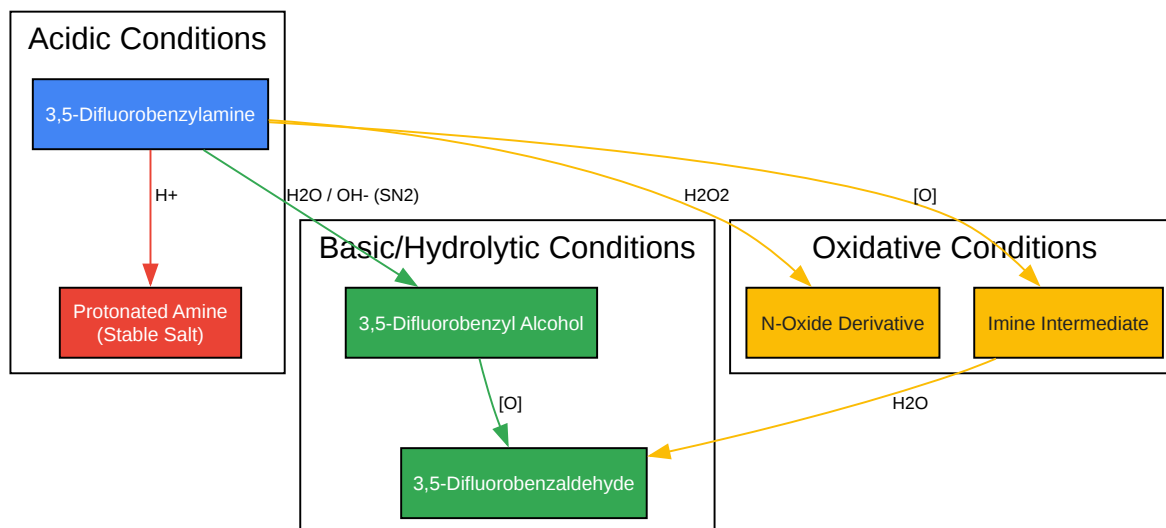 Acidic Conditions
3,5-Difluorobenzylamine
H+
H2O / OH- (SN2)
H2O2
[O]
Protonated Amine
(Stable Salt)
Basic/Hydrolytic Conditions
3,5-Difluorobenzyl Alcohol
[O]
3,5-Difluorobenzaldehyde
Oxidative Conditions
N-Oxide Derivative
Imine Intermediate
H2O